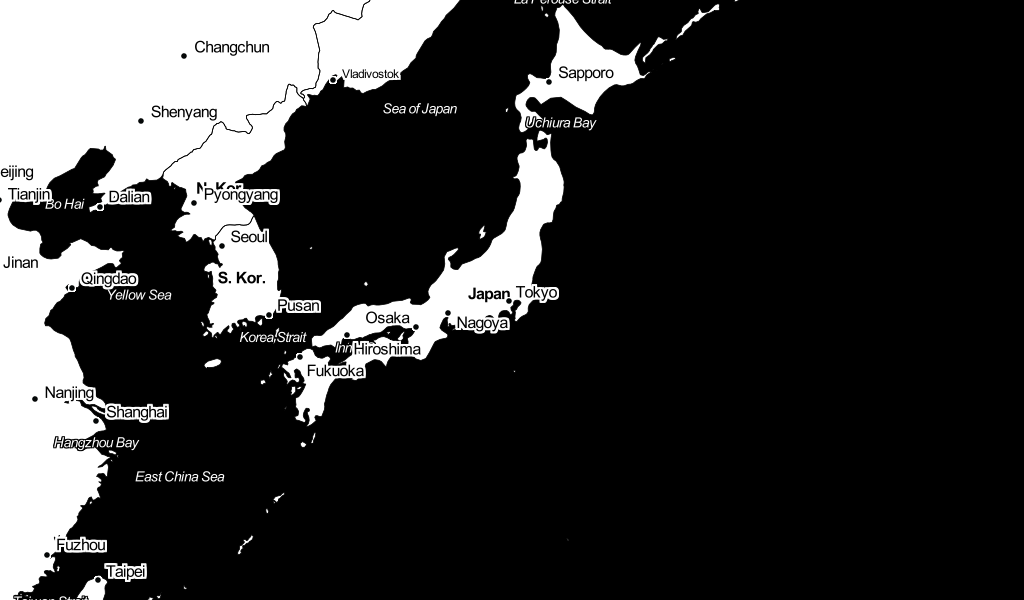 La Perouse Strait
Changchun
Vladivostok
Sapporo
Sea of Japan
Shenyang
Uchiura Bay
eijing
N. Kor.
Tianjin
Bo Hai
Dalian
Pyongyang
Seoul
Jinan
Qingdao
S. Kor.
Yellow Sea
Japan
Tokyo
Pusan
Osaka
Nagoya
Korea Strait
Hiroshima
Fukuoka
Nanjing
Shanghai
Hangzhou Bay
East China Sea
Fuzhou
Taipei
Taiwan Strait